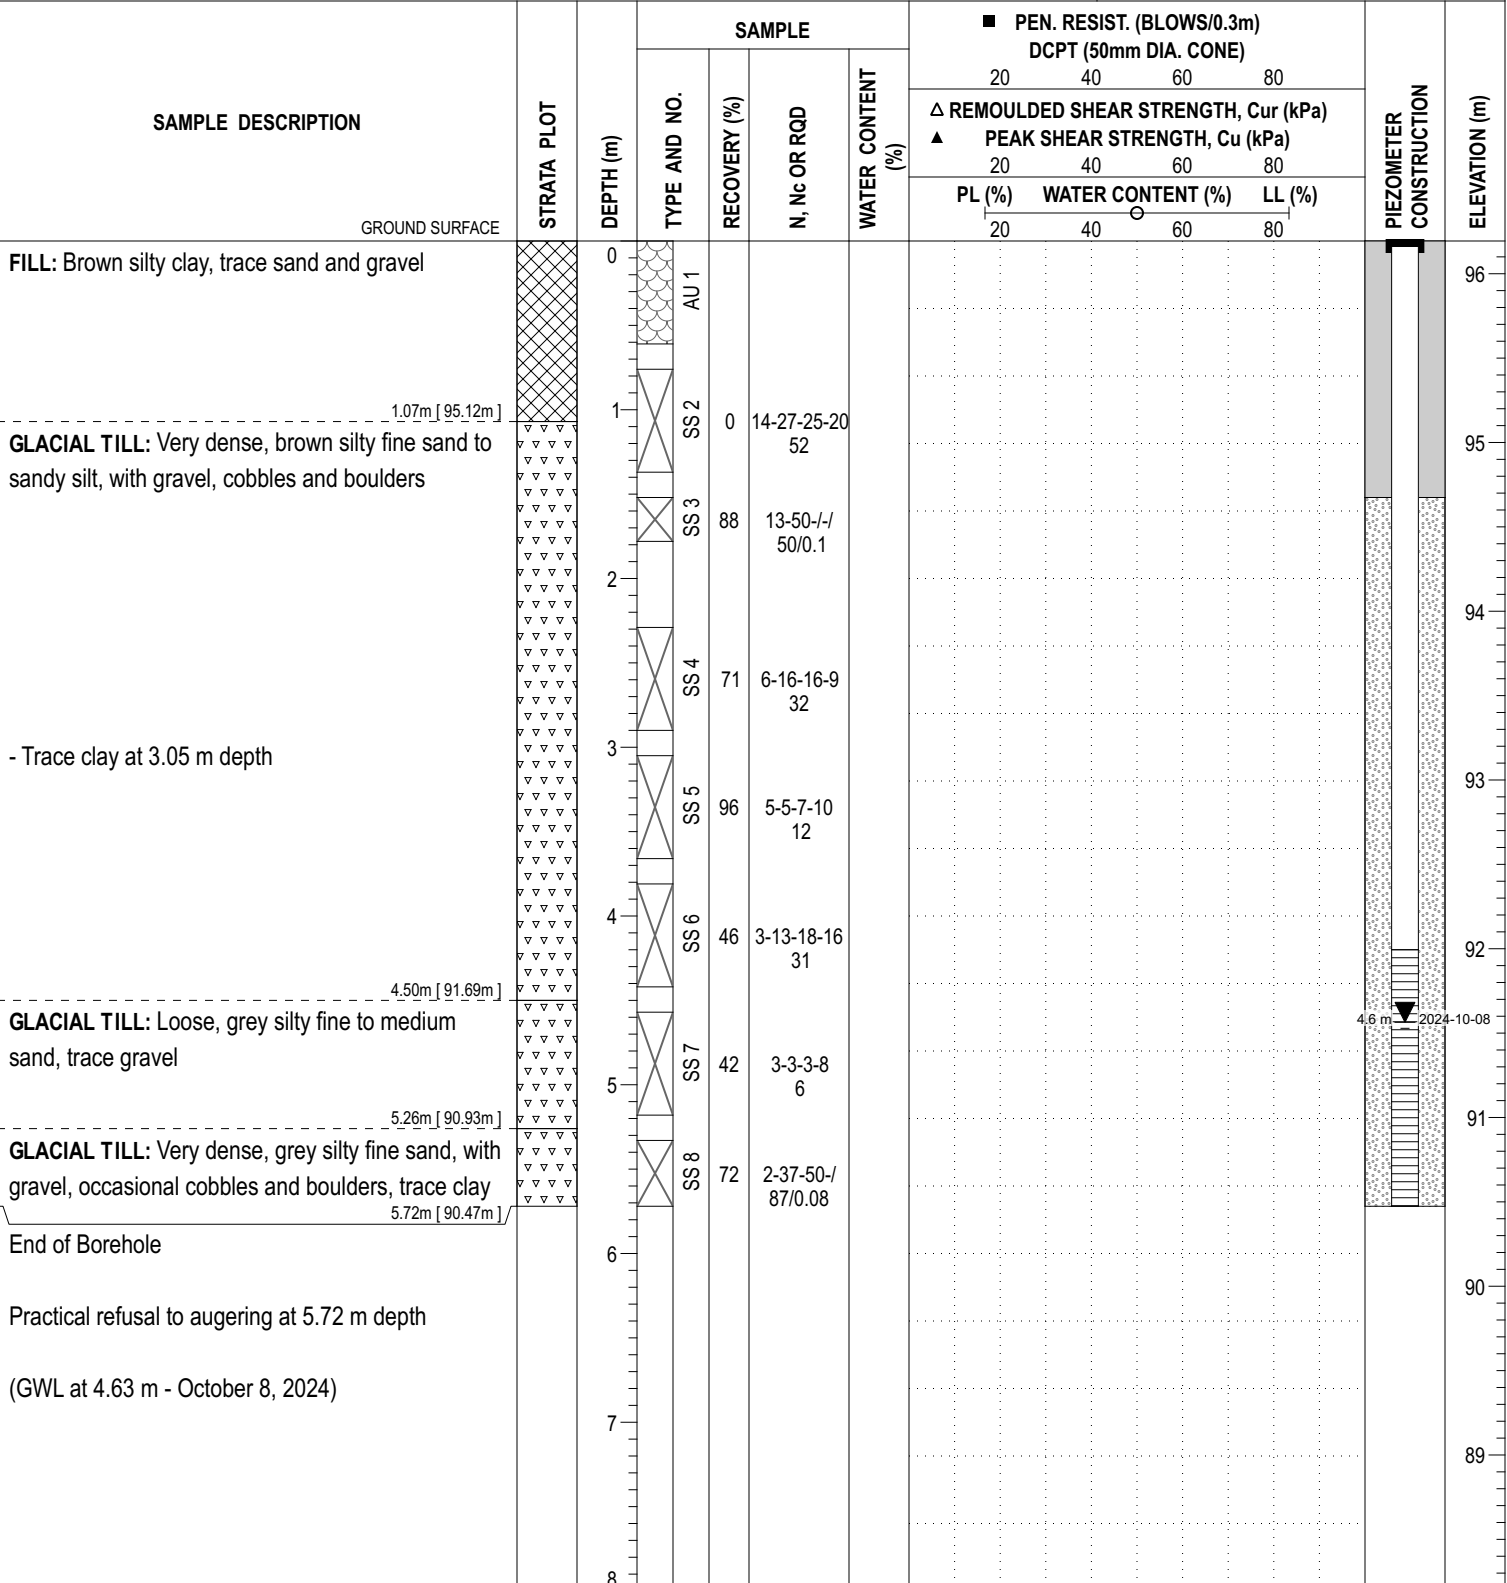 SAMPLE DESCRIPTION
GROUND SURFACE
STRATA PLOT
DEPTH (m)
SAMPLE
TYPE AND NO.
RECOVERY (%)
N, Nc OR RQD
WATER CONTENT
(%)
■ PEN. RESIST. (BLOWS/0.3m)
DCPT (50mm DIA. CONE)
20 40 60 80
△ REMOULDED SHEAR STRENGTH, Cur (kPa)
▲ PEAK SHEAR STRENGTH, Cu (kPa)
20 40 60 80
PL (%) WATER CONTENT (%) LL (%)
20 40 60 80
PIEZOMETER
CONSTRUCTION
ELEVATION (m)
FILL: Brown silty clay, trace sand and gravel
1.07m [ 95.12m ]
GLACIAL TILL: Very dense, brown silty fine sand to
sandy silt, with gravel, cobbles and boulders
- Trace clay at 3.05 m depth
4.50m [ 91.69m ]
GLACIAL TILL: Loose, grey silty fine to medium
sand, trace gravel
5.26m [ 90.93m ]
GLACIAL TILL: Very dense, grey silty fine sand, with
gravel, occasional cobbles and boulders, trace clay
5.72m [ 90.47m ]
End of Borehole
Practical refusal to augering at 5.72 m depth
(GWL at 4.63 m - October 8, 2024)
0
1
2
3
4
5
6
7
8
AU 1
SS 2 0 14-27-25-20
52
SS 3 88 13-50-/-/
50/0.1
SS 4 71 6-16-16-9
32
SS 5 96 5-5-7-10
12
SS 6 46 3-13-18-16
31
SS 7 42 3-3-3-8
6
SS 8 72 2-37-50-/
87/0.08
4.6 m 2024-10-08
96
95
94
93
92
91
90
89